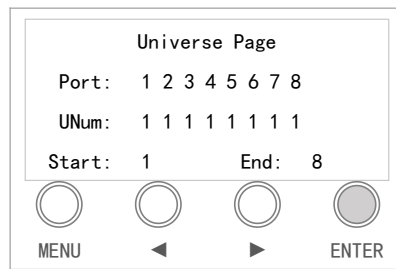 Universe Page
Port: 1 2 3 4 5 6 7 8
UNum: 1 1 1 1 1 1 1 1
Start: 1 End: 8
MENU ◀ ▶ ENTER